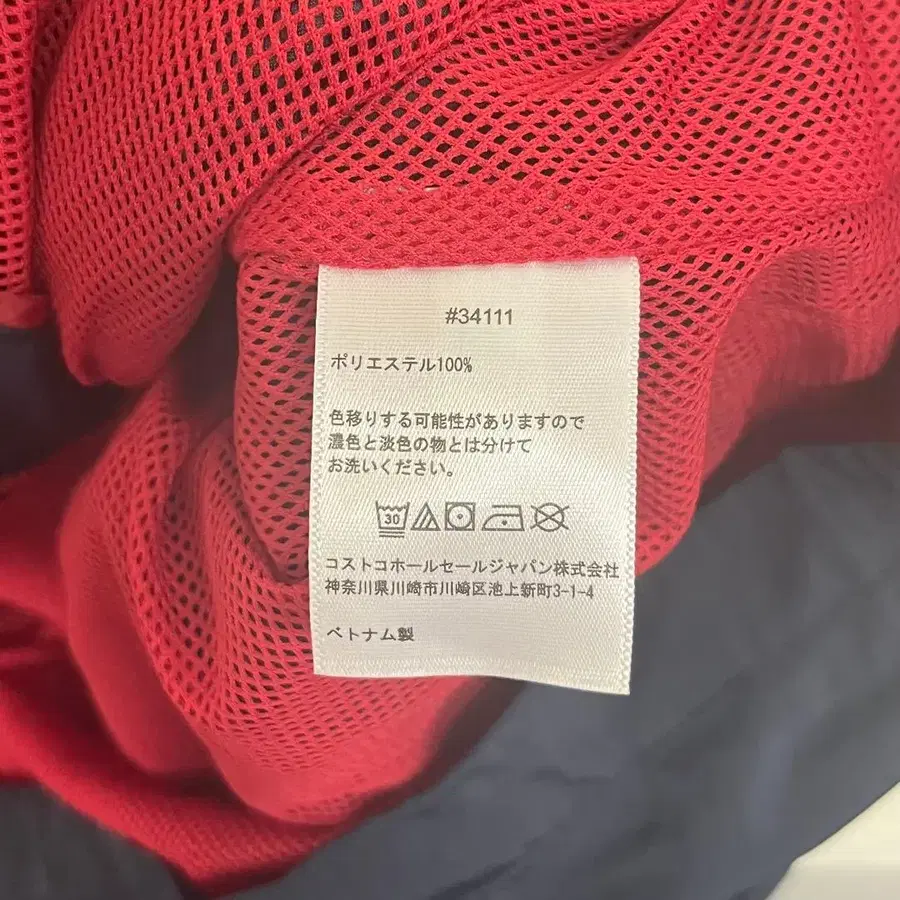 #34111
ポリエステル100%
色移りする可能性がありますので
濃色と淡色の物とは分けて
お洗いください。
30
コストコホールセールジャパン株式会社
神奈川県川崎市川崎区池上新町3-1-4
ベトナム製